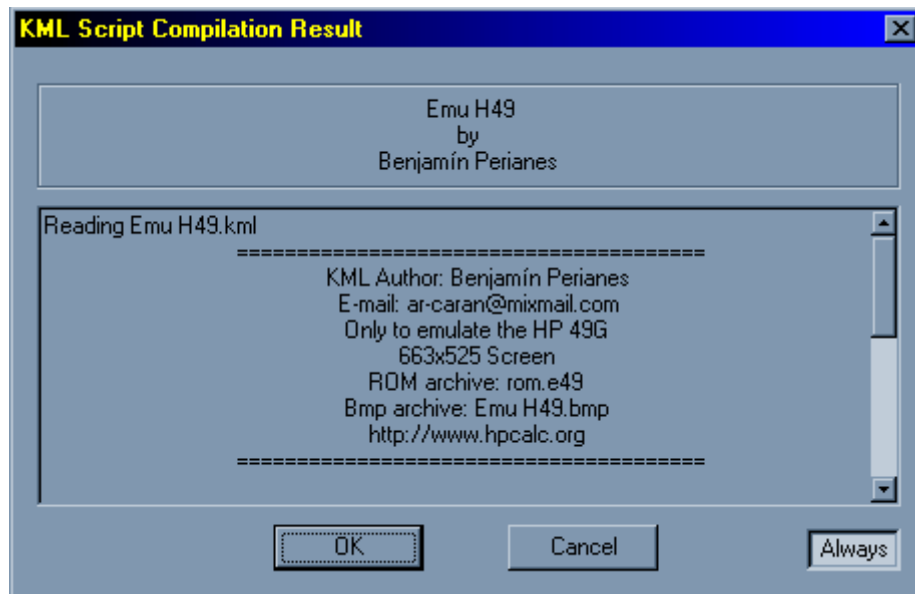 KML Script Compilation Result
Emu H49
by
Benjamín Perianes
Reading Emu H49.kml
=======================================
KML Author: Benjamín Perianes
E-mail: ar-caran@mixmail.com
Only to emulate the HP 49G
663x525 Screen
ROM archive: rom.e49
Bmp archive: Emu H49.bmp
http://www.hpcalc.org
=======================================
OK
Cancel
Always